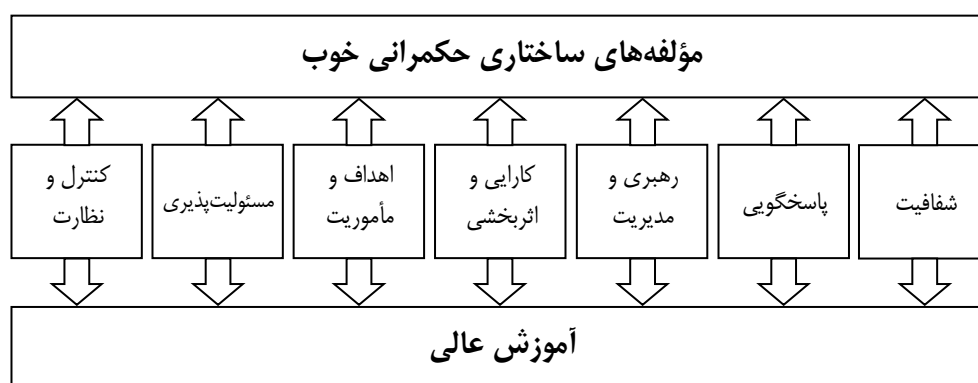 مؤلفه‌های ساختاری حکمرانی خوب
شفافیت
پاسخگویی
رهبری و
مدیریت
کارایی و
اثربخشی
اهداف و
مأموریت
مسئولیت‌پذیری
کنترل و
نظارت
آموزش عالی